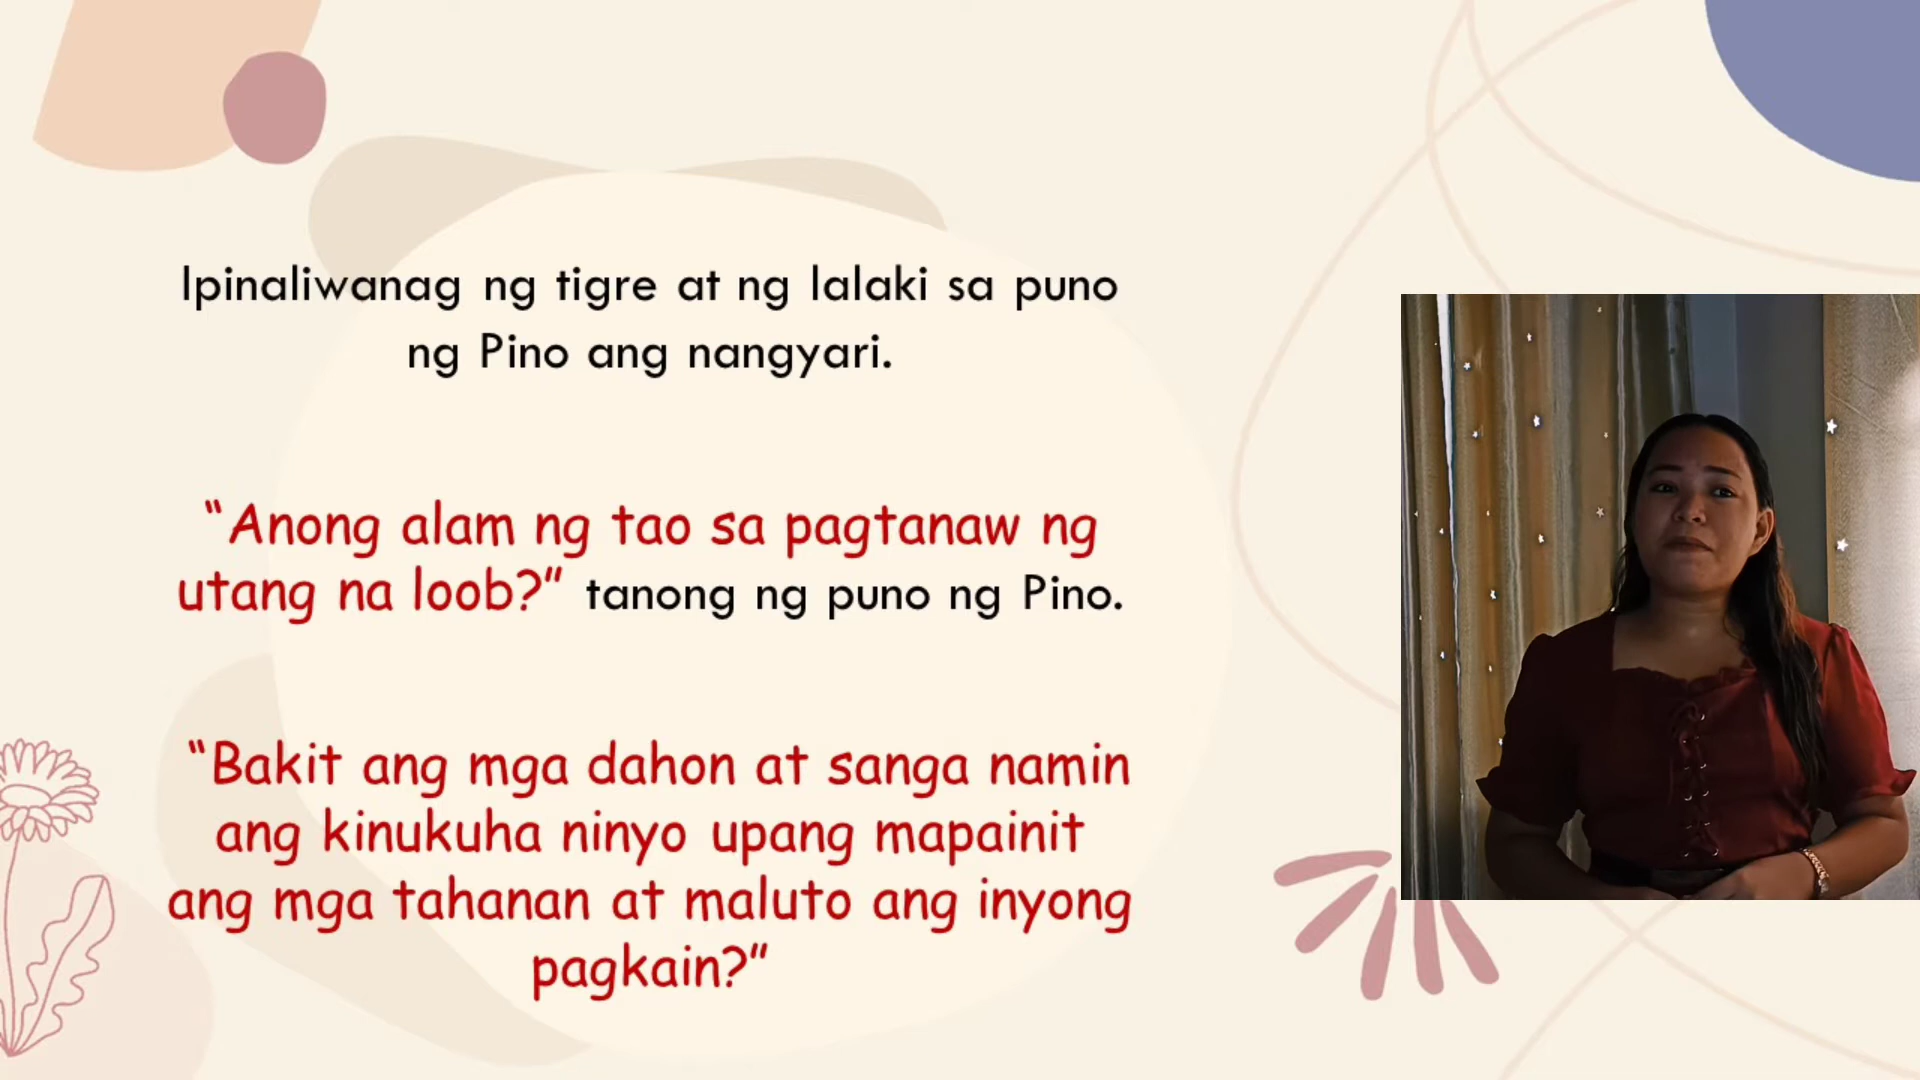 Ipinaliwanag ng tigre at ng lalaki sa puno
ng Pino ang nangyari.
“Anong alam ng tao sa pagtanaw ng
utang na loob?” tanong ng puno ng Pino.
“Bakit ang mga dahon at sanga namin
ang kinukuha ninyo upang mapainit
ang mga tahanan at maluto ang inyong
pagkain?”